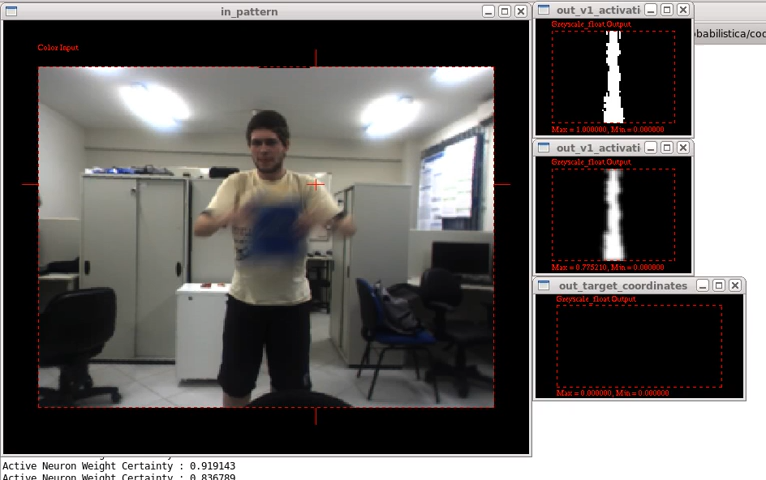 in_pattern
Color Input
out_v1_activati
Greyscale_float Output
Max = 1.000000, Min = 0.000000
obabilistica/coc
out_v1_activati
Greyscale_float Output
Max = 0.775210, Min = 0.000000
out_target_coordinates
Greyscale_float Output
Max = 0.000000, Min = 0.000000
Active Neuron Weight Certainty : 0.919143
Active Neuron Weight Certainty : 0.836789